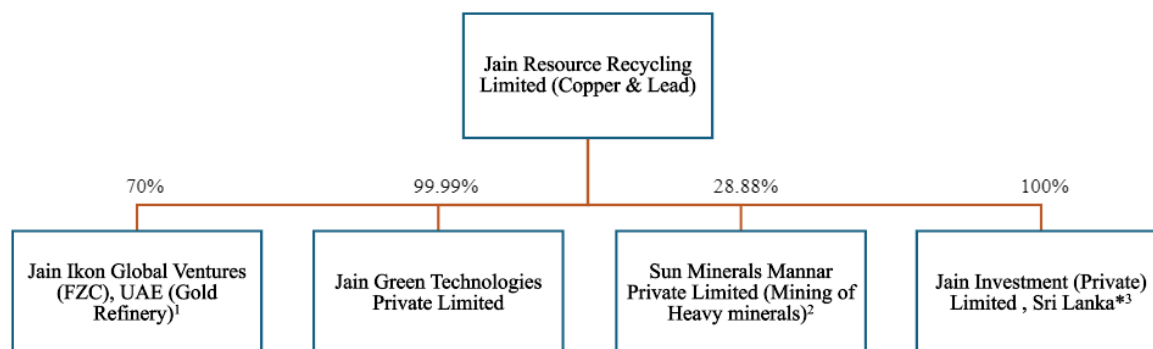 Jain Resource Recycling
Limited (Copper & Lead)
70%
99.99%
28.88%
100%
Jain Ikon Global Ventures
(FZC), UAE (Gold
Refinery)¹
Jain Green Technologies
Private Limited
Sun Minerals Mannar
Private Limited (Mining of
Heavy minerals)²
Jain Investment (Private)
Limited , Sri Lanka*³